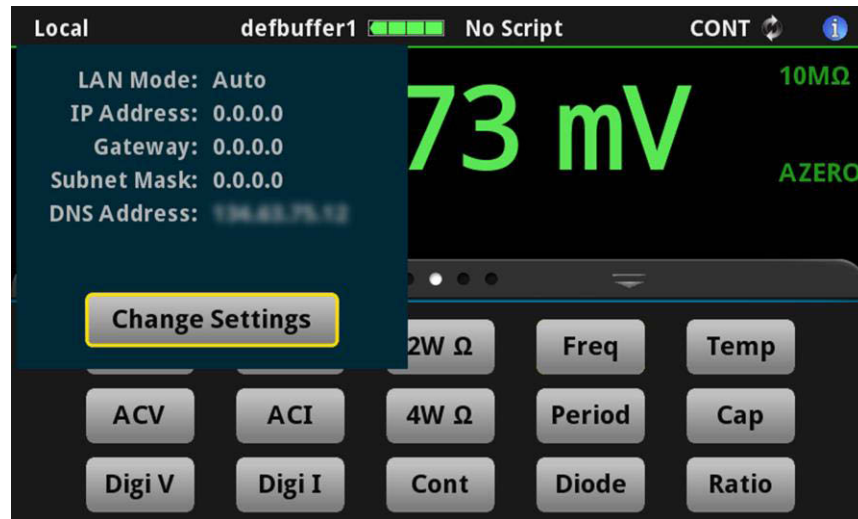 Local defbuffer1 No Script CONT i
LAN Mode: Auto
IP Address: 0.0.0.0
Gateway: 0.0.0.0
Subnet Mask: 0.0.0.0
DNS Address:
Change Settings
73 mV
10MΩ
AZERO
2W Ω Freq Temp
ACV ACI 4W Ω Period Cap
Digi V Digi I Cont Diode Ratio